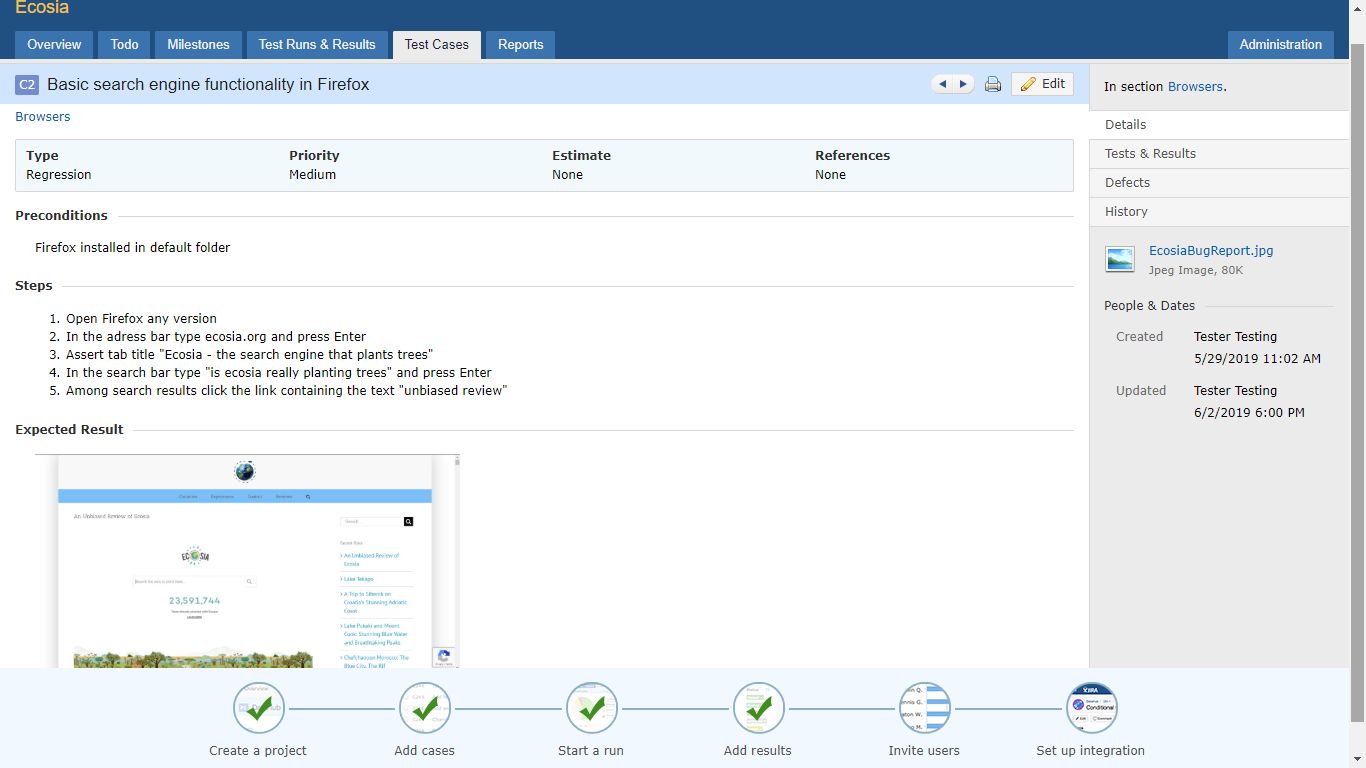 Ecosia
Overview Todo Milestones Test Runs & Results Test Cases Reports Administration
C2 Basic search engine functionality in Firefox Edit
Browsers
Type Priority Estimate References
Regression Medium None None
Preconditions
Firefox installed in default folder
Steps
1. Open Firefox any version
2. In the adress bar type ecosia.org and press Enter
3. Assert tab title "Ecosia - the search engine that plants trees"
4. In the search bar type "is ecosia really planting trees" and press Enter
5. Among search results click the link containing the text "unbiased review"
Expected Result
An Unbiased Review of Ecosia
ECOSIA
23,591,744
Search...
An Unbiased Review of
Ecosia
Lake Tekapo
A Trip to Sibenik on
Croatia's Stunning Adriatic
Coast
Lake Pukaki and Mount
Cook: Stunning Blue Water
and Breathtaking Peaks
Chefchaouen Morocco: The
Blue City, The Rif
In section Browsers.
Details
Tests & Results
Defects
History
EcosiaBugReport.jpg
Jpeg Image, 80K
People & Dates
Created Tester Testing
5/29/2019 11:02 AM
Updated Tester Testing
6/2/2019 6:00 PM
JIRA
Conditional
Create a project Add cases Start a run Add results Invite users Set up integration